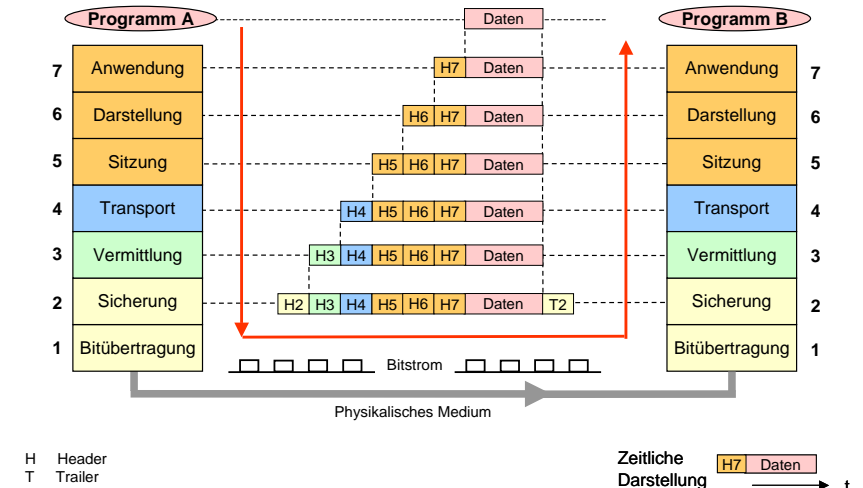 Programm A Daten Programm B
7 Anwendung H7 Daten Anwendung 7
6 Darstellung H6 H7 Daten Darstellung 6
5 Sitzung H5 H6 H7 Daten Sitzung 5
4 Transport H4 H5 H6 H7 Daten Transport 4
3 Vermittlung H3 H4 H5 H6 H7 Daten Vermittlung 3
2 Sicherung H2 H3 H4 H5 H6 H7 Daten T2 Sicherung 2
1 Bitübertragung Bitübertragung 1
Bitstrom
Physikalisches Medium
H Header
T Trailer
Zeitliche
Darstellung
H7 Daten
t